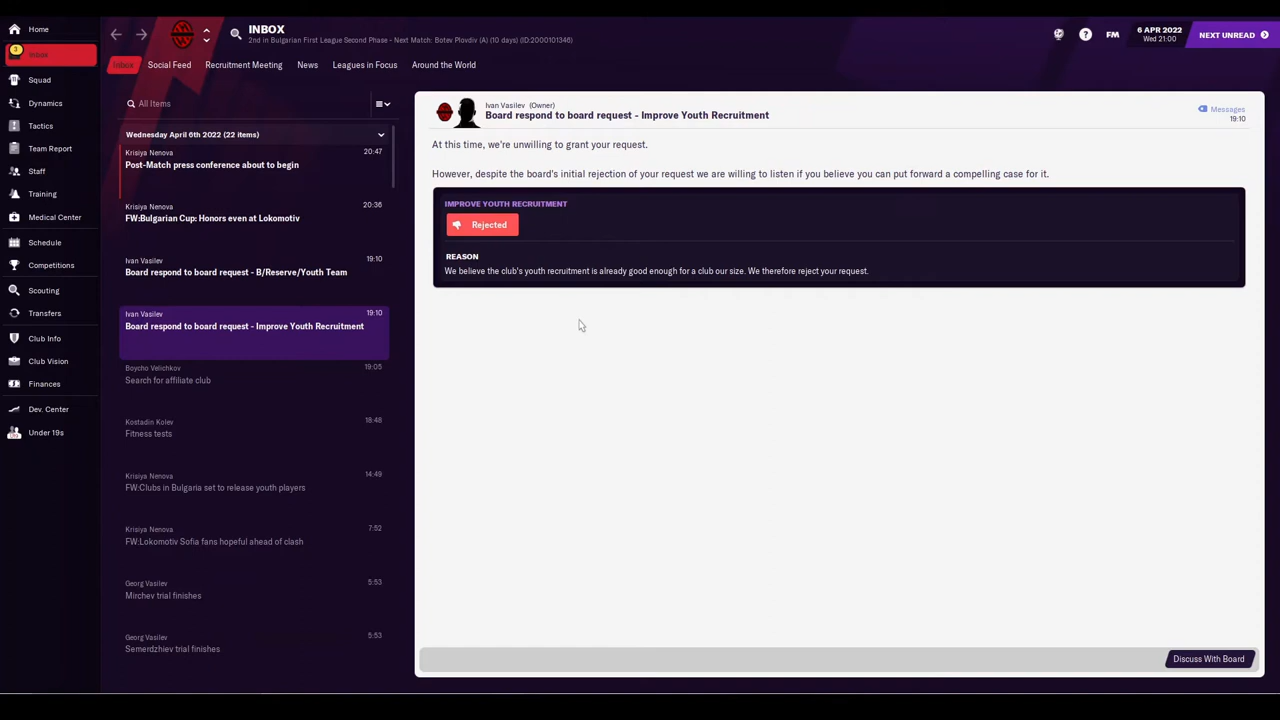 Home
INBOX
2nd in Bulgarian First League Second Phase - Next Match: Botev Plovdiv (A) (10 days) (ID:2000101346)
?
FM
6 APR 2022
Wed 21:00
NEXT UNREAD
3
Inbox
Inbox
Social Feed
Recruitment Meeting
News
Leagues in Focus
Around the World
Squad
Dynamics
Tactics
Team Report
Staff
Training
Medical Center
Schedule
Competitions
Scouting
Transfers
Club Info
Club Vision
Finances
Dev. Center
Under 19s
All Items
Wednesday April 6th 2022 (22 items)
Krisiya Nenova 20:47
Post-Match press conference about to begin
Krisiya Nenova 20:36
FW:Bulgarian Cup: Honors even at Lokomotiv
Ivan Vasilev 19:10
Board respond to board request - B/Reserve/Youth Team
Ivan Vasilev 19:10
Board respond to board request - Improve Youth Recruitment
Boycho Velichkov 19:05
Search for affiliate club
Kostadin Kolev 18:48
Fitness tests
Krisiya Nenova 14:49
FW:Clubs in Bulgaria set to release youth players
Krisiya Nenova 7:52
FW:Lokomotiv Sofia fans hopeful ahead of clash
Georg Vasilev 5:53
Mirchev trial finishes
Georg Vasilev 5:53
Semerdzhiev trial finishes
Ivan Vasilev (Owner)
Board respond to board request - Improve Youth Recruitment
Messages
19:10
At this time, we're unwilling to grant your request.
However, despite the board's initial rejection of your request we are willing to listen if you believe you can put forward a compelling case for it.
IMPROVE YOUTH RECRUITMENT
Rejected
REASON
We believe the club's youth recruitment is already good enough for a club our size. We therefore reject your request.
Discuss With Board